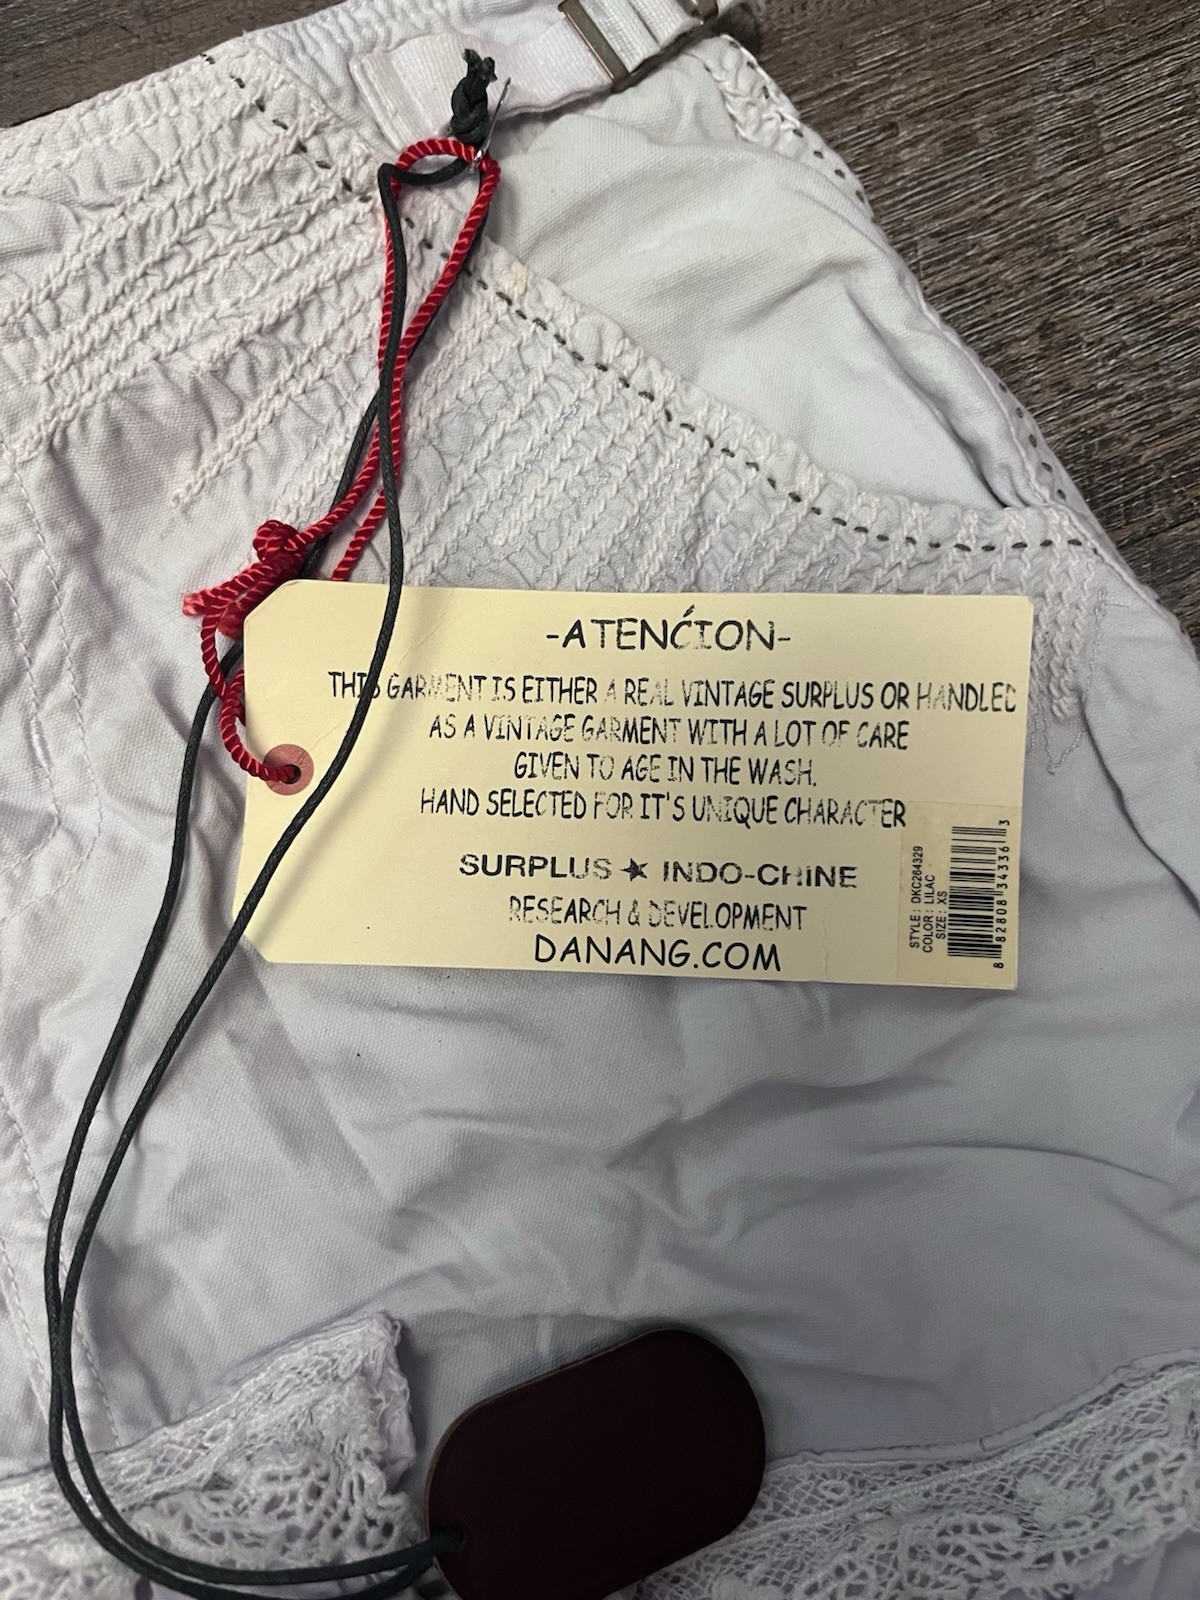 -ATENĆION-
THIS GARMENT IS EITHER A REAL VINTAGE SURPLUS OR HANDLED
AS A VINTAGE GARMENT WITH A LOT OF CARE
GIVEN TO AGE IN THE WASH.
HAND SELECTED FOR IT'S UNIQUE CHARACTER
SURPLUS ★ INDO-CHINE
RESEARCH & DEVELOPMENT
DANANG.COM
STYLE: DKC264329
COLOR: LILAC
SIZE: XS
8 82808 34336 3